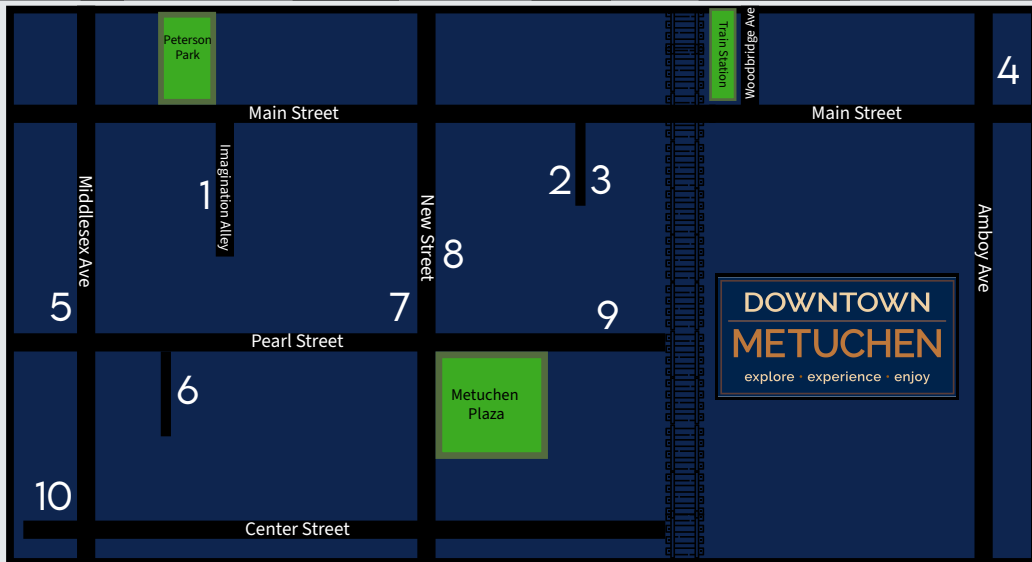 Peterson
Park
Train Station
Woodbridge Ave
4
Main Street
Main Street
Imagination Alley
1
2
3
Middlesex Ave
New Street
Amboy Ave
8
5
7
9
DOWNTOWN
METUCHEN
explore · experience · enjoy
Pearl Street
6
Metuchen
Plaza
10
Center Street